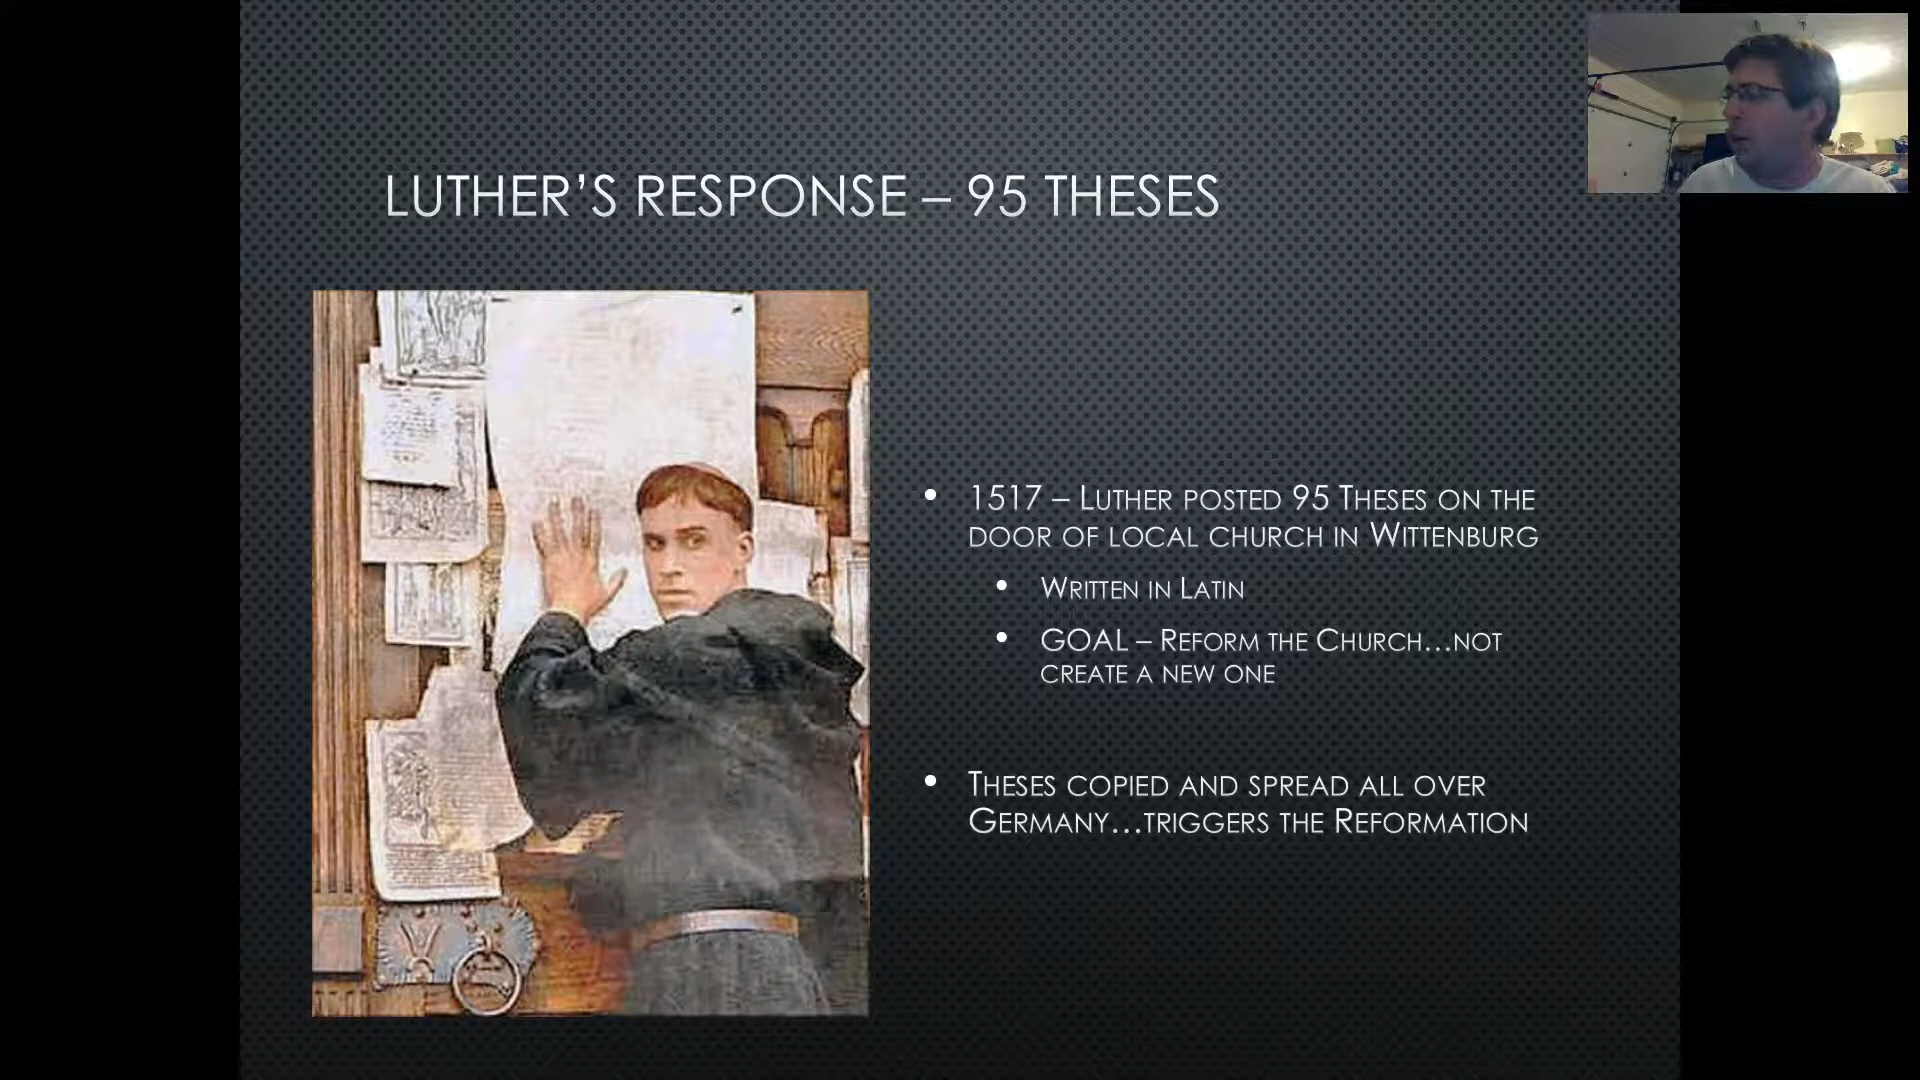 LUTHER’S RESPONSE – 95 THESES
• 1517 – LUTHER POSTED 95 THESES ON THE
DOOR OF LOCAL CHURCH IN WITTENBURG
• WRITTEN IN LATIN
• GOAL – REFORM THE CHURCH…NOT
CREATE A NEW ONE
• THESES COPIED AND SPREAD ALL OVER
GERMANY…TRIGGERS THE REFORMATION